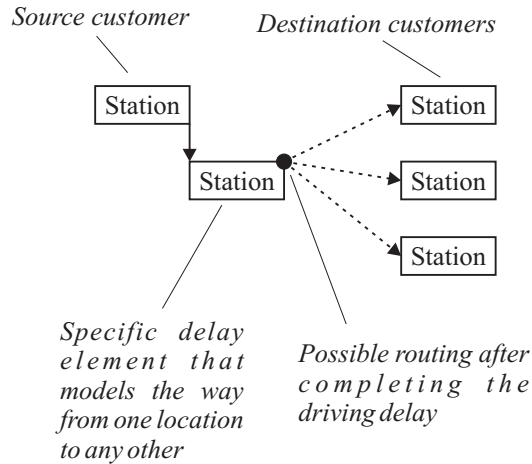 Source customer
Destination customers
Station
Station
Station
Station
Station
Specific delay
element that
models the way
from one location
to any other
Possible routing after
completing the
driving delay